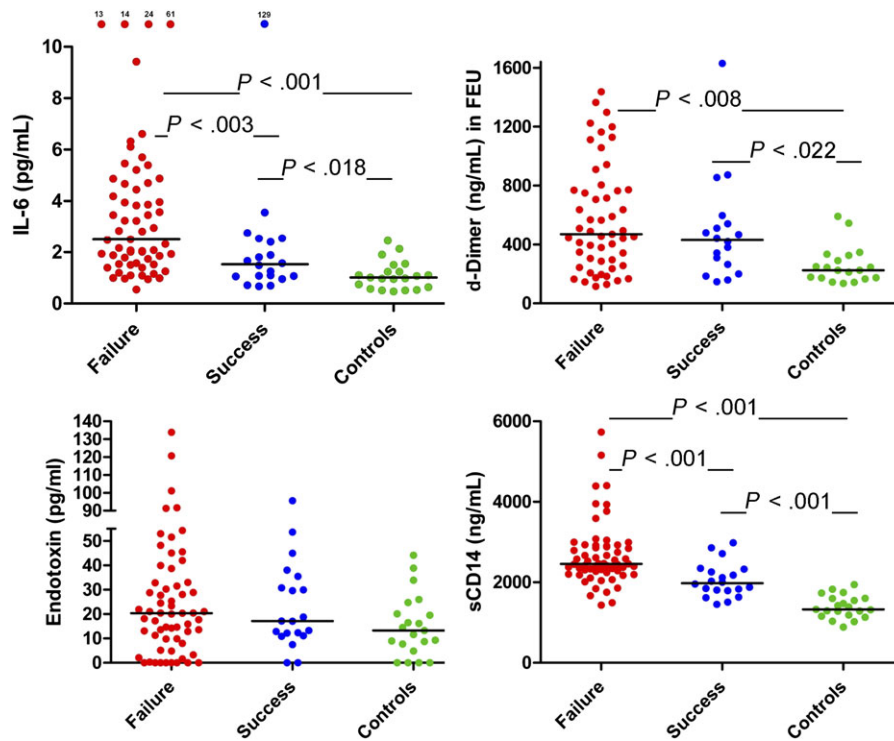 13 14 24 61 129
IL-6 (pg/mL)
10
8
6
4
2
0
P < .001
P < .003
P < .018
Failure
Success
Controls
d-Dimer (ng/mL) in FEU
1600
1200
800
400
0
P < .008
P < .022
Failure
Success
Controls
Endotoxin (pg/ml)
140
130
120
110
100
90
50
40
30
20
10
0
Failure
Success
Controls
sCD14 (ng/mL)
6000
4000
2000
0
P < .001
P < .001
P < .001
Failure
Success
Controls